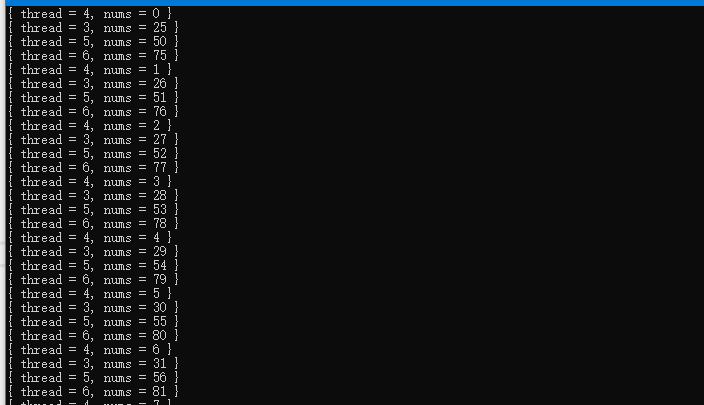 { thread = 4, nums = 0 }
{ thread = 3, nums = 25 }
{ thread = 5, nums = 50 }
{ thread = 6, nums = 75 }
{ thread = 4, nums = 1 }
{ thread = 3, nums = 26 }
{ thread = 5, nums = 51 }
{ thread = 6, nums = 76 }
{ thread = 4, nums = 2 }
{ thread = 3, nums = 27 }
{ thread = 5, nums = 52 }
{ thread = 6, nums = 77 }
{ thread = 4, nums = 3 }
{ thread = 3, nums = 28 }
{ thread = 5, nums = 53 }
{ thread = 6, nums = 78 }
{ thread = 4, nums = 4 }
{ thread = 3, nums = 29 }
{ thread = 5, nums = 54 }
{ thread = 6, nums = 79 }
{ thread = 4, nums = 5 }
{ thread = 3, nums = 30 }
{ thread = 5, nums = 55 }
{ thread = 6, nums = 80 }
{ thread = 4, nums = 6 }
{ thread = 3, nums = 31 }
{ thread = 5, nums = 56 }
{ thread = 6, nums = 81 }
{ thread = 4, nums = 7 }